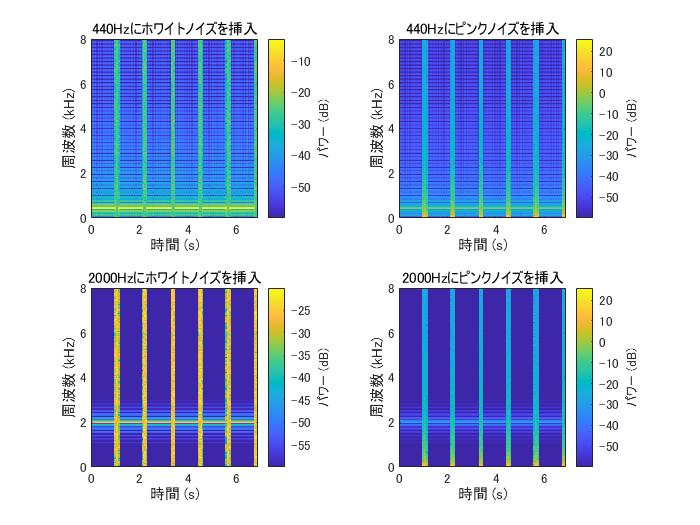 440Hzにホワイトノイズを挿入
8
6
4
2
0
0 2 4 6
周波数 (kHz)
時間 (s)
-10
-20
-30
-40
-50
パワー (dB)
440Hzにピンクノイズを挿入
8
6
4
2
0
0 2 4 6
周波数 (kHz)
時間 (s)
20
10
0
-10
-20
-30
-40
-50
パワー (dB)
2000Hzにホワイトノイズを挿入
8
6
4
2
0
0 2 4 6
周波数 (kHz)
時間 (s)
-25
-30
-35
-40
-45
-50
-55
パワー (dB)
2000Hzにピンクノイズを挿入
8
6
4
2
0
0 2 4 6
周波数 (kHz)
時間 (s)
20
10
0
-10
-20
-30
-40
-50
パワー (dB)